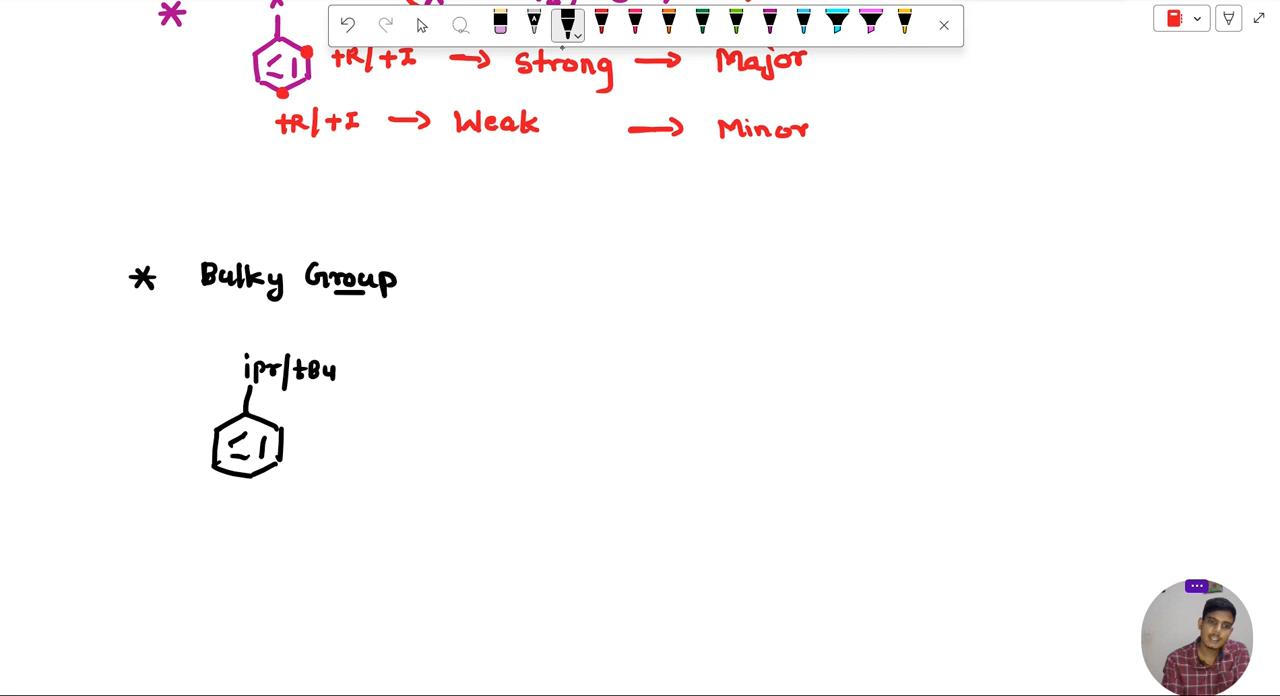 * +R/+I → Strong → Major
+R/+I → Weak → Minor
* Bulky Group
ipr/tBu